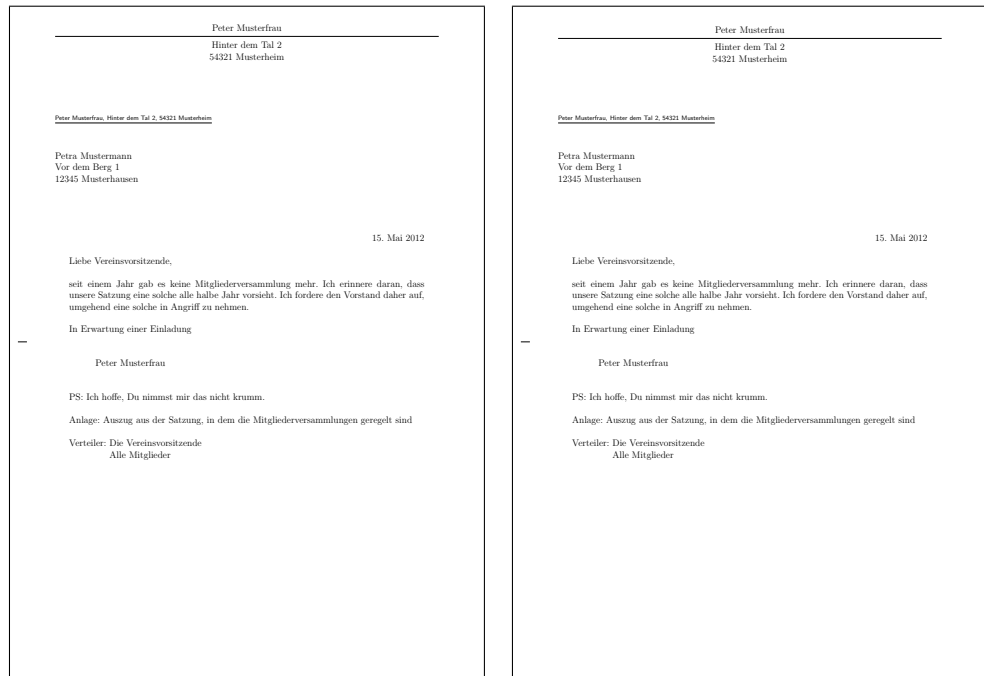 Peter Musterfrau
Hinter dem Tal 2
54321 Musterheim
Peter Musterfrau, Hinter dem Tal 2, 54321 Musterheim
Petra Mustermann
Vor dem Berg 1
12345 Musterhausen
15. Mai 2012
Liebe Vereinsvorsitzende,
seit einem Jahr gab es keine Mitgliederversammlung mehr. Ich erinnere daran, dass
unsere Satzung eine solche alle halbe Jahr vorsieht. Ich fordere den Vorstand daher auf,
umgehend eine solche in Angriff zu nehmen.
In Erwartung einer Einladung
Peter Musterfrau
PS: Ich hoffe, Du nimmst mir das nicht krumm.
Anlage: Auszug aus der Satzung, in dem die Mitgliederversammlungen geregelt sind
Verteiler: Die Vereinsvorsitzende
Alle Mitglieder
Peter Musterfrau
Hinter dem Tal 2
54321 Musterheim
Peter Musterfrau, Hinter dem Tal 2, 54321 Musterheim
Petra Mustermann
Vor dem Berg 1
12345 Musterhausen
15. Mai 2012
Liebe Vereinsvorsitzende,
seit einem Jahr gab es keine Mitgliederversammlung mehr. Ich erinnere daran, dass
unsere Satzung eine solche alle halbe Jahr vorsieht. Ich fordere den Vorstand daher auf,
umgehend eine solche in Angriff zu nehmen.
In Erwartung einer Einladung
Peter Musterfrau
PS: Ich hoffe, Du nimmst mir das nicht krumm.
Anlage: Auszug aus der Satzung, in dem die Mitgliederversammlungen geregelt sind
Verteiler: Die Vereinsvorsitzende
Alle Mitglieder